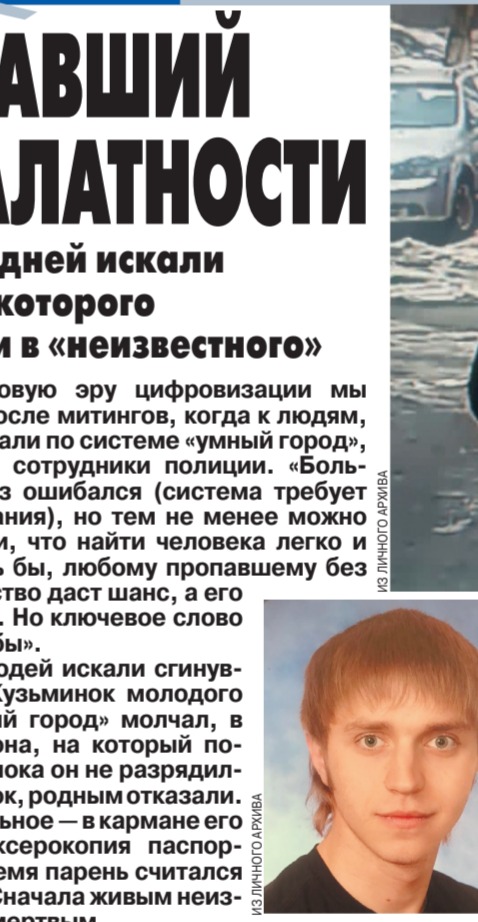 АВШИЙ
АЛАТНОСТИ
дней искали
которого
и в «неизвестного»
овую эру цифровизации мы
осле митингов, когда к людям,
али по системе «умный город»,
сотрудники полиции. «Боль-
з ошибался (система требует
ания), но тем не менее можно
и, что найти человека легко и
ь бы, любому пропавшему без
ство даст шанс, а его
. Но ключевое слово
бы».
одей искали сгинув-
Кузьминок молодого
й город» молчал, в
она, на который по-
пока он не разрядил-
ок, родным отказали.
льное — в кармане его
ксерокопия паспор-
емя парень считался
Сначала живым неиз-
мертвым
ИЗ ЛИЧНОГО АРХИВА
ИЗ ЛИЧНОГО АРХИВА